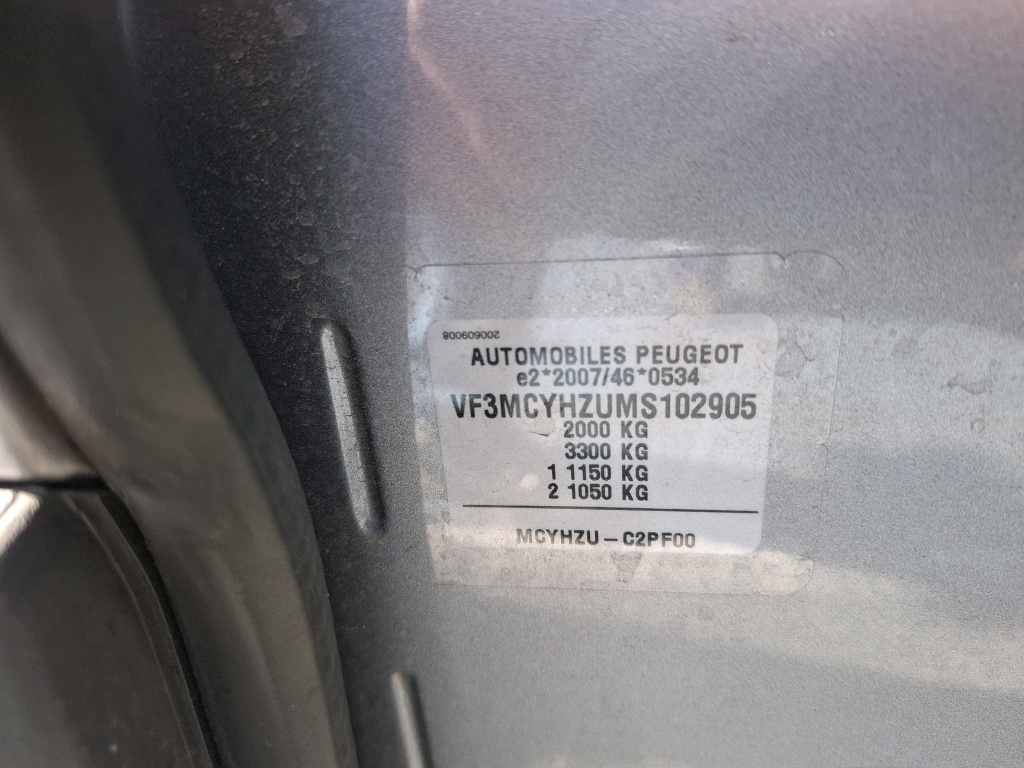 200609008
AUTOMOBILES PEUGEOT
e2*2007/46*0534
VF3MCYHZUMS102905
2000 KG
3300 KG
1 1150 KG
2 1050 KG
MCYHZU-C2PF00